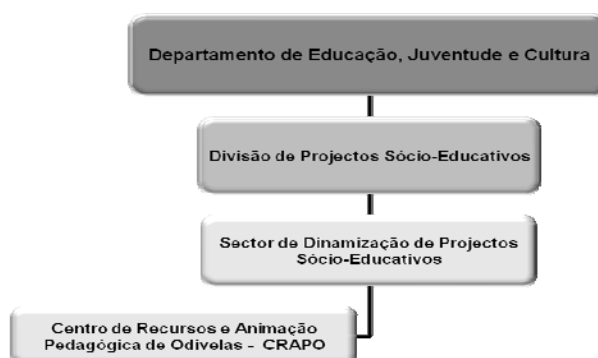 Departamento de Educação, Juventude e Cultura
Divisão de Projectos Sócio-Educativos
Sector de Dinamização de Projectos
Sócio-Educativos
Centro de Recursos e Animação
Pedagógica de Odivelas - CRAPO